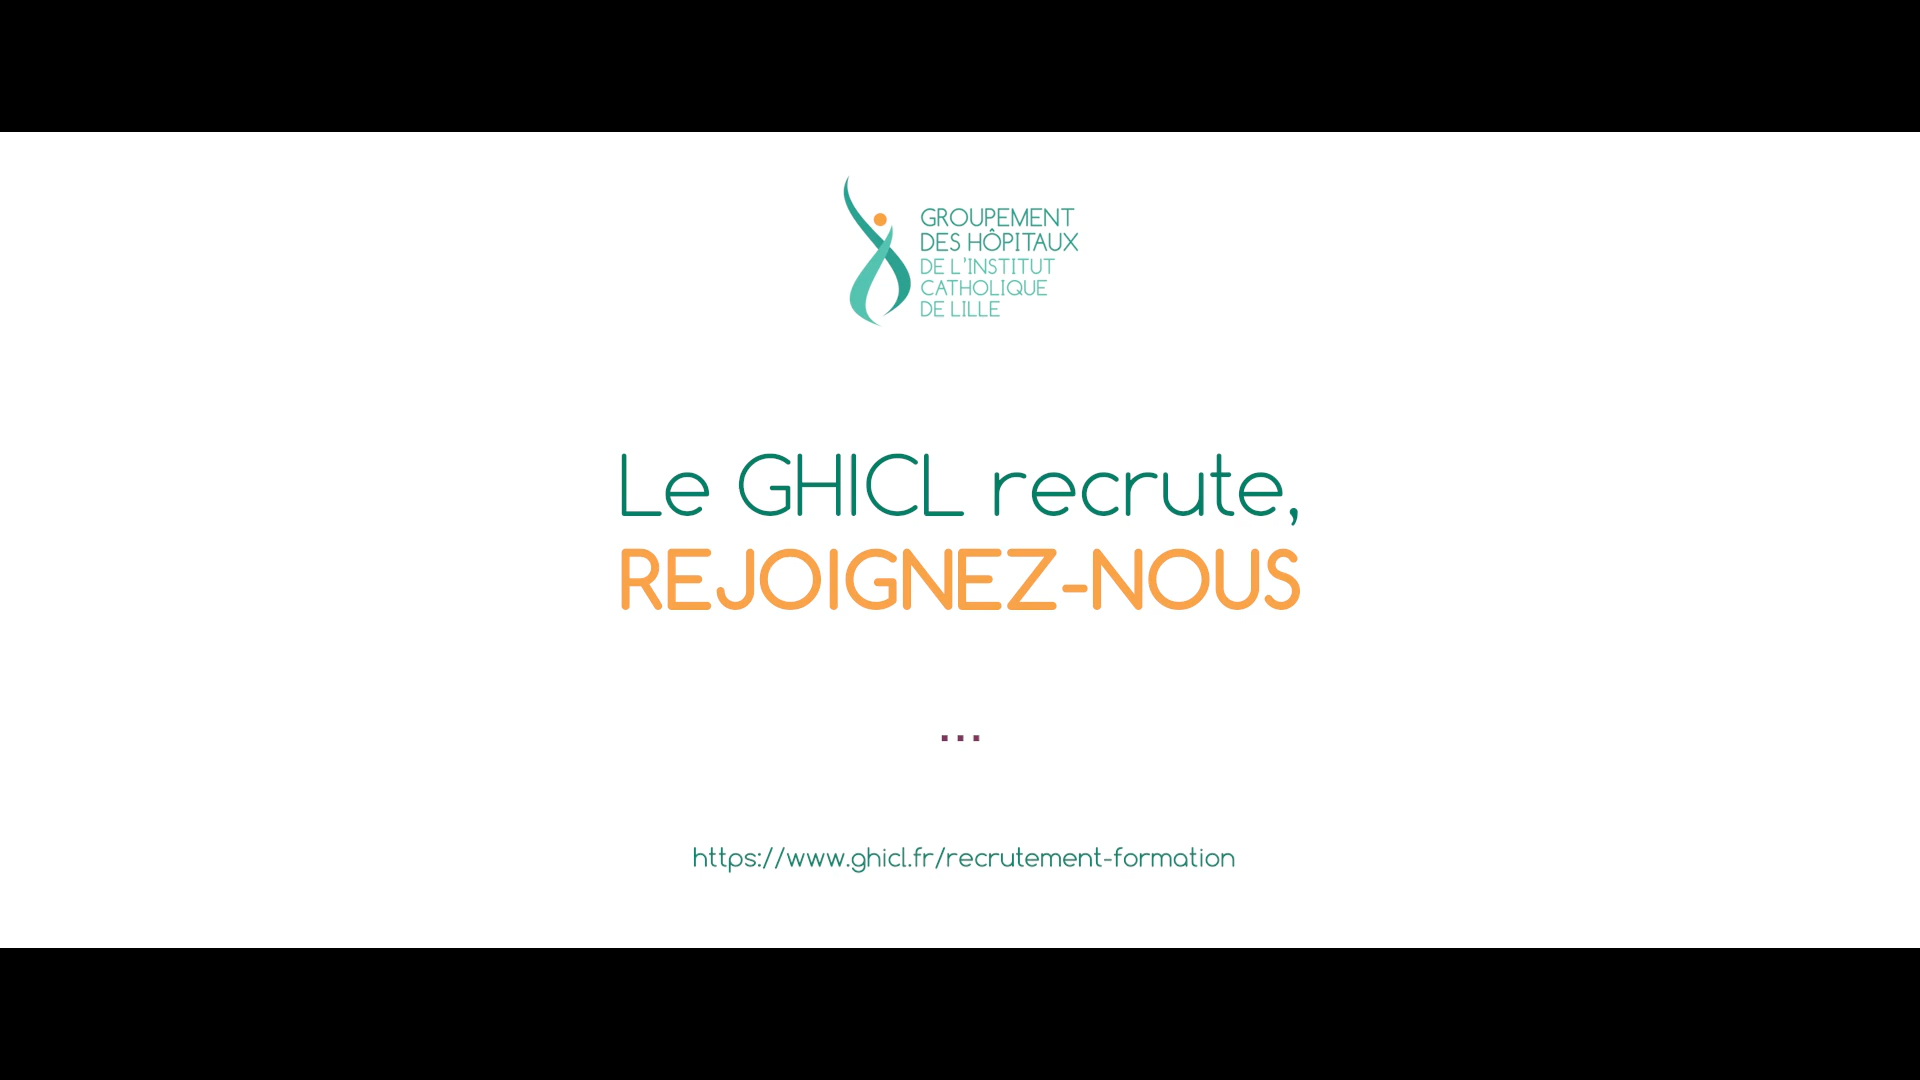 GROUPEMENT
DES HÔPITAUX
DE L'INSTITUT
CATHOLIQUE
DE LILLE
Le GHICL recrute,
REJOIGNEZ-NOUS
...
https://www.ghicl.fr/recrutement-formation